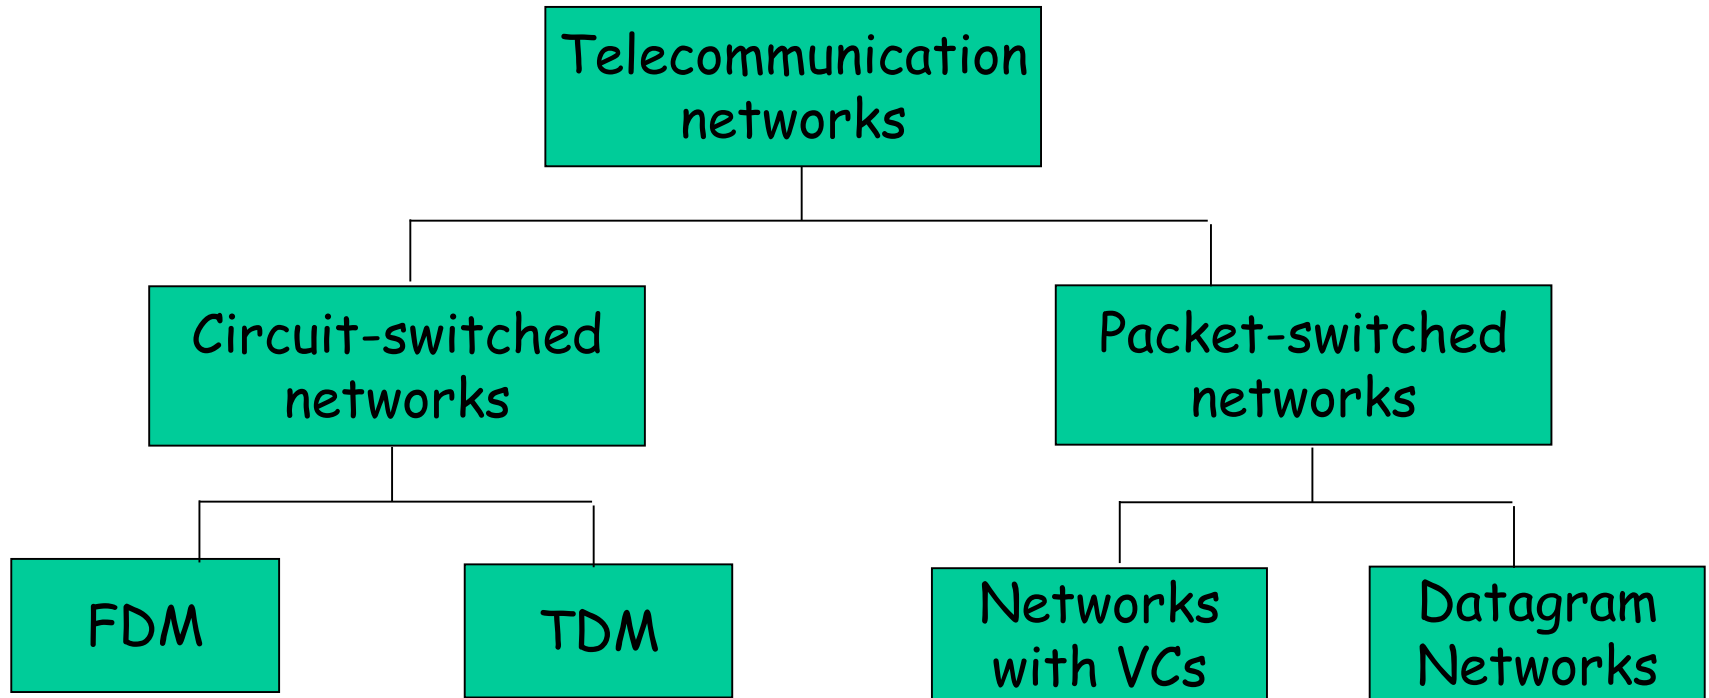 Telecommunication
networks
Circuit-switched
networks
Packet-switched
networks
FDM
TDM
Networks
with VCs
Datagram
Networks